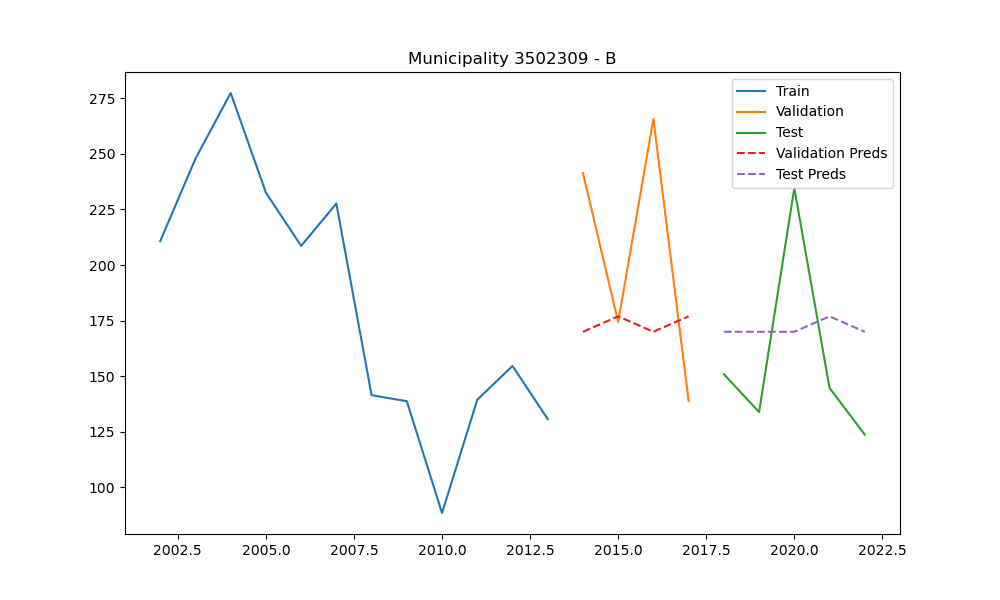 Municipality 3502309 - B
Train
Validation
Test
Validation Preds
Test Preds
275
250
225
200
175
150
125
100
2002.5 2005.0 2007.5 2010.0 2012.5 2015.0 2017.5 2020.0 2022.5